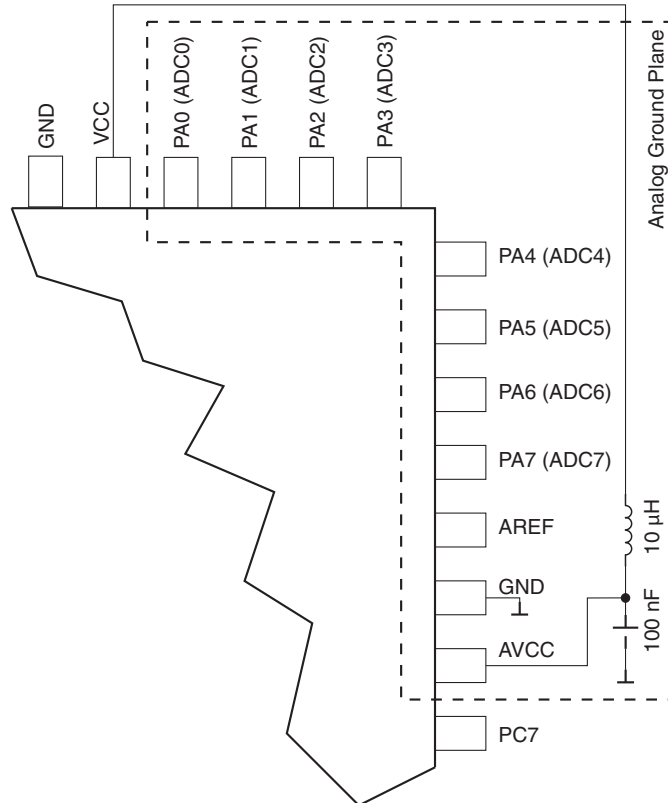 GND
VCC
PA0 (ADC0)
PA1 (ADC1)
PA2 (ADC2)
PA3 (ADC3)
Analog Ground Plane
PA4 (ADC4)
PA5 (ADC5)
PA6 (ADC6)
PA7 (ADC7)
AREF
10 µH
GND
100 nF
AVCC
PC7